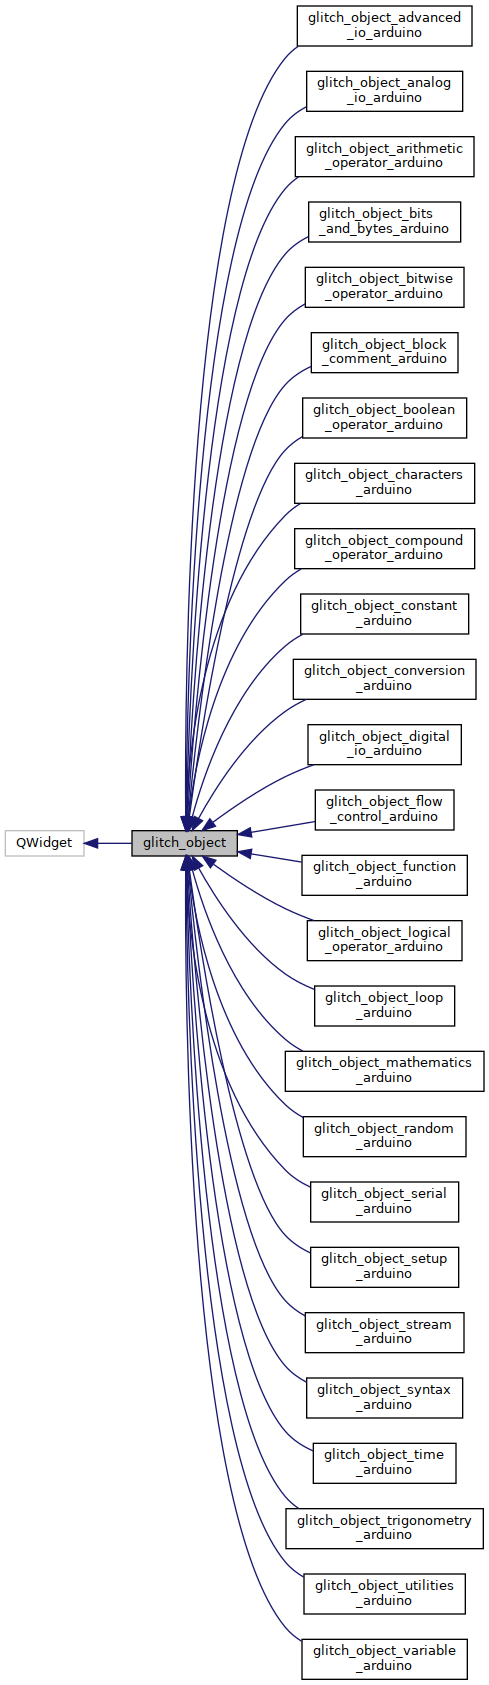 glitch_object_advanced
_io_arduino
glitch_object_analog
_io_arduino
glitch_object_arithmetic
_operator_arduino
glitch_object_bits
_and_bytes_arduino
glitch_object_bitwise
_operator_arduino
glitch_object_block
_comment_arduino
glitch_object_boolean
_operator_arduino
glitch_object_characters
_arduino
glitch_object_compound
_operator_arduino
glitch_object_constant
_arduino
glitch_object_conversion
_arduino
glitch_object_digital
_io_arduino
glitch_object_flow
_control_arduino
QWidget
glitch_object
glitch_object_function
_arduino
glitch_object_logical
_operator_arduino
glitch_object_loop
_arduino
glitch_object_mathematics
_arduino
glitch_object_random
_arduino
glitch_object_serial
_arduino
glitch_object_setup
_arduino
glitch_object_stream
_arduino
glitch_object_syntax
_arduino
glitch_object_time
_arduino
glitch_object_trigonometry
_arduino
glitch_object_utilities
_arduino
glitch_object_variable
_arduino